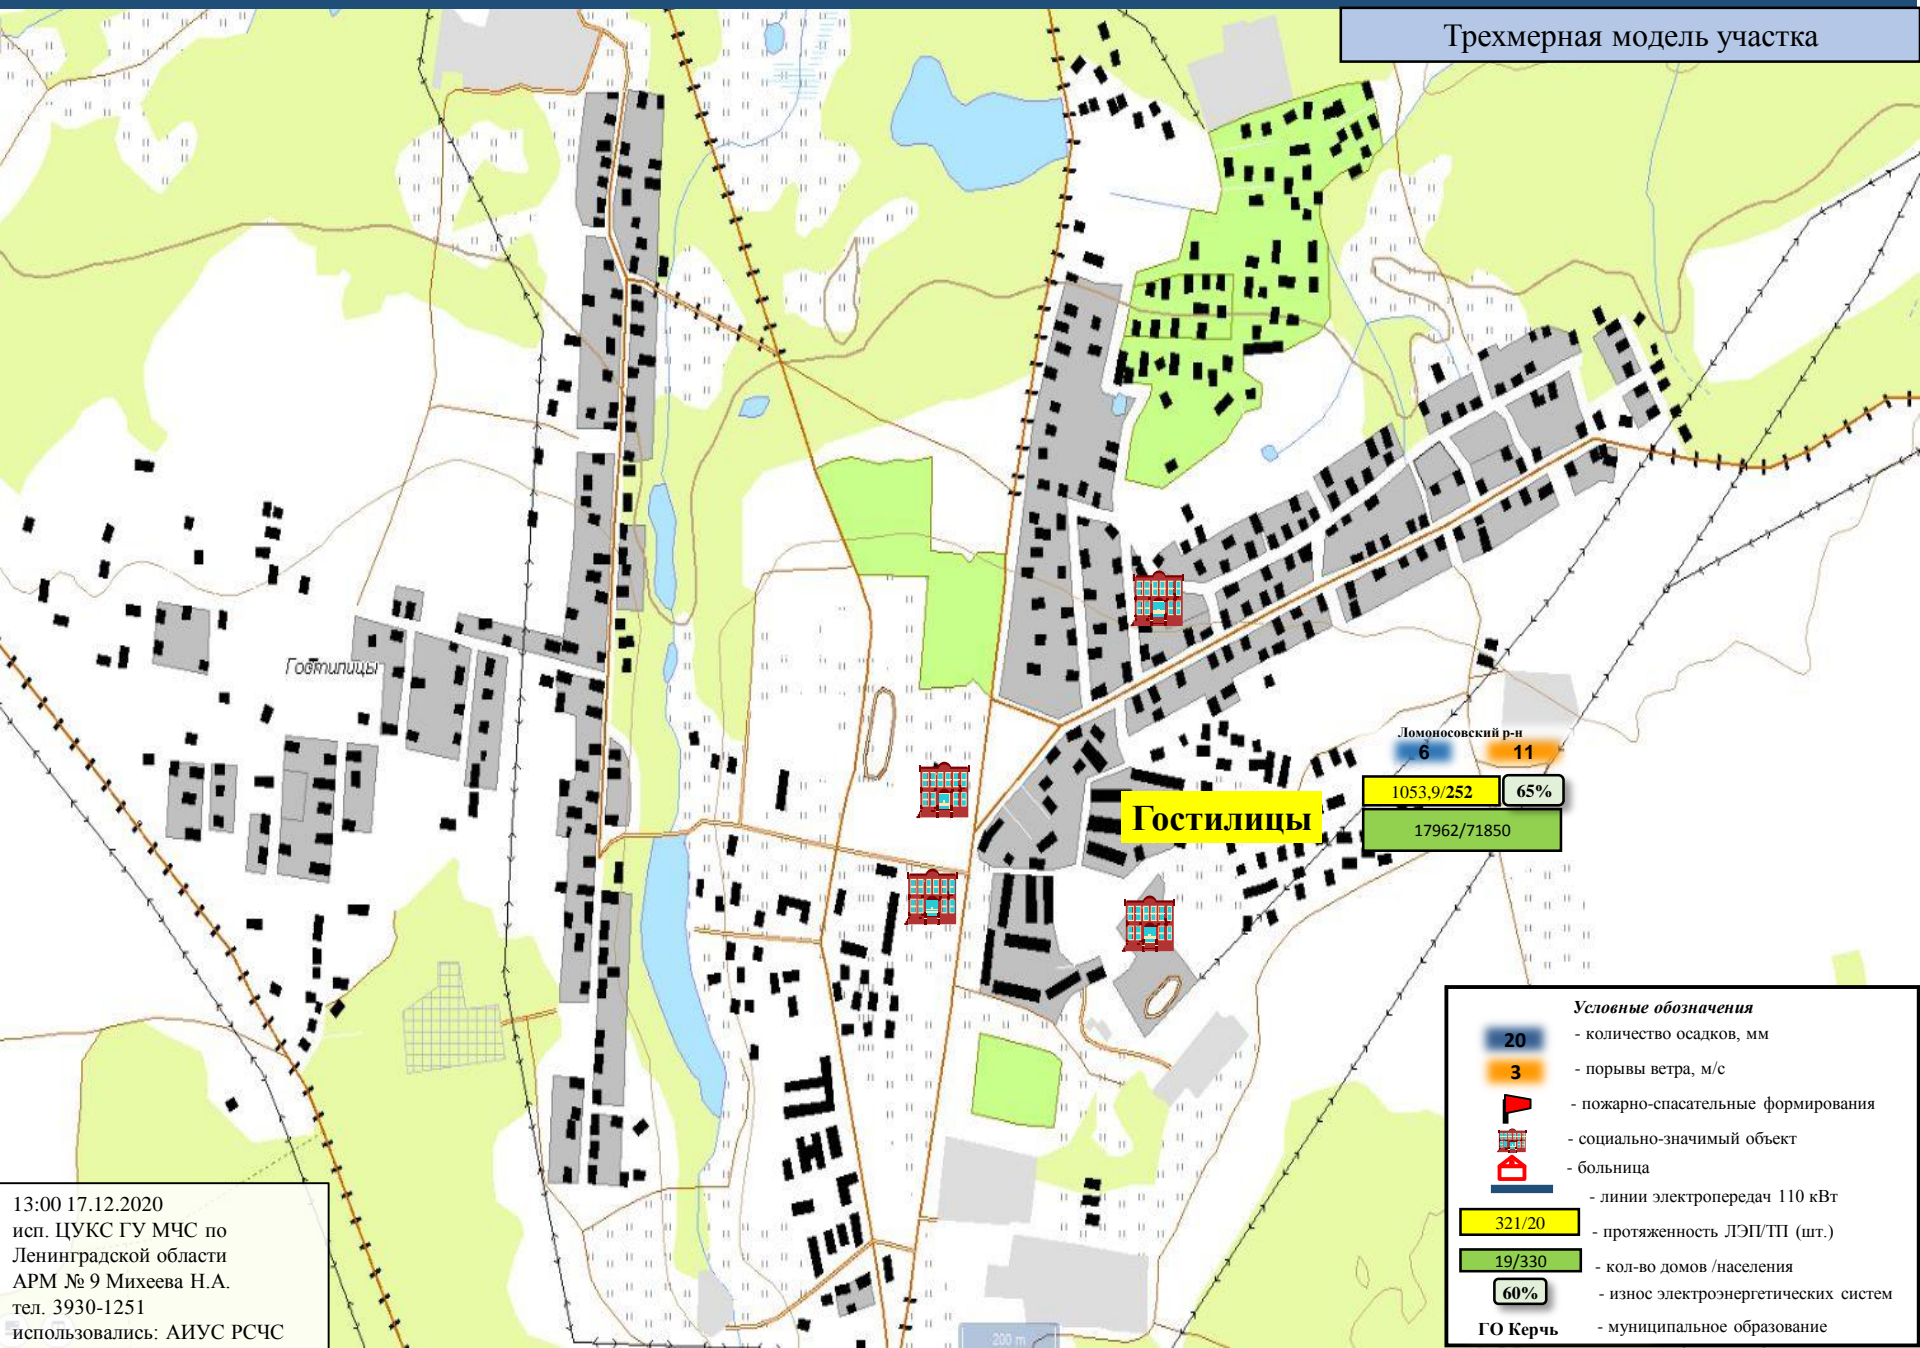 Трехмерная модель участка
Гостилицы
Ломоносовский р-н
6 11
1053,9/252 65%
17962/71850
Гостилицы
Условные обозначения
20 - количество осадков, мм
3 - порывы ветра, м/с
- пожарно-спасательные формирования
- социально-значимый объект
- больница
- линии электропередач 110 кВт
321/20 - протяженность ЛЭП/ТП (шт.)
19/330 - кол-во домов /населения
60% - износ электроэнергетических систем
ГО Керчь - муниципальное образование
13:00 17.12.2020
исп. ЦУКС ГУ МЧС по
Ленинградской области
АРМ № 9 Михеева Н.А.
тел. 3930-1251
использовались: АИУС РСЧС
200 m